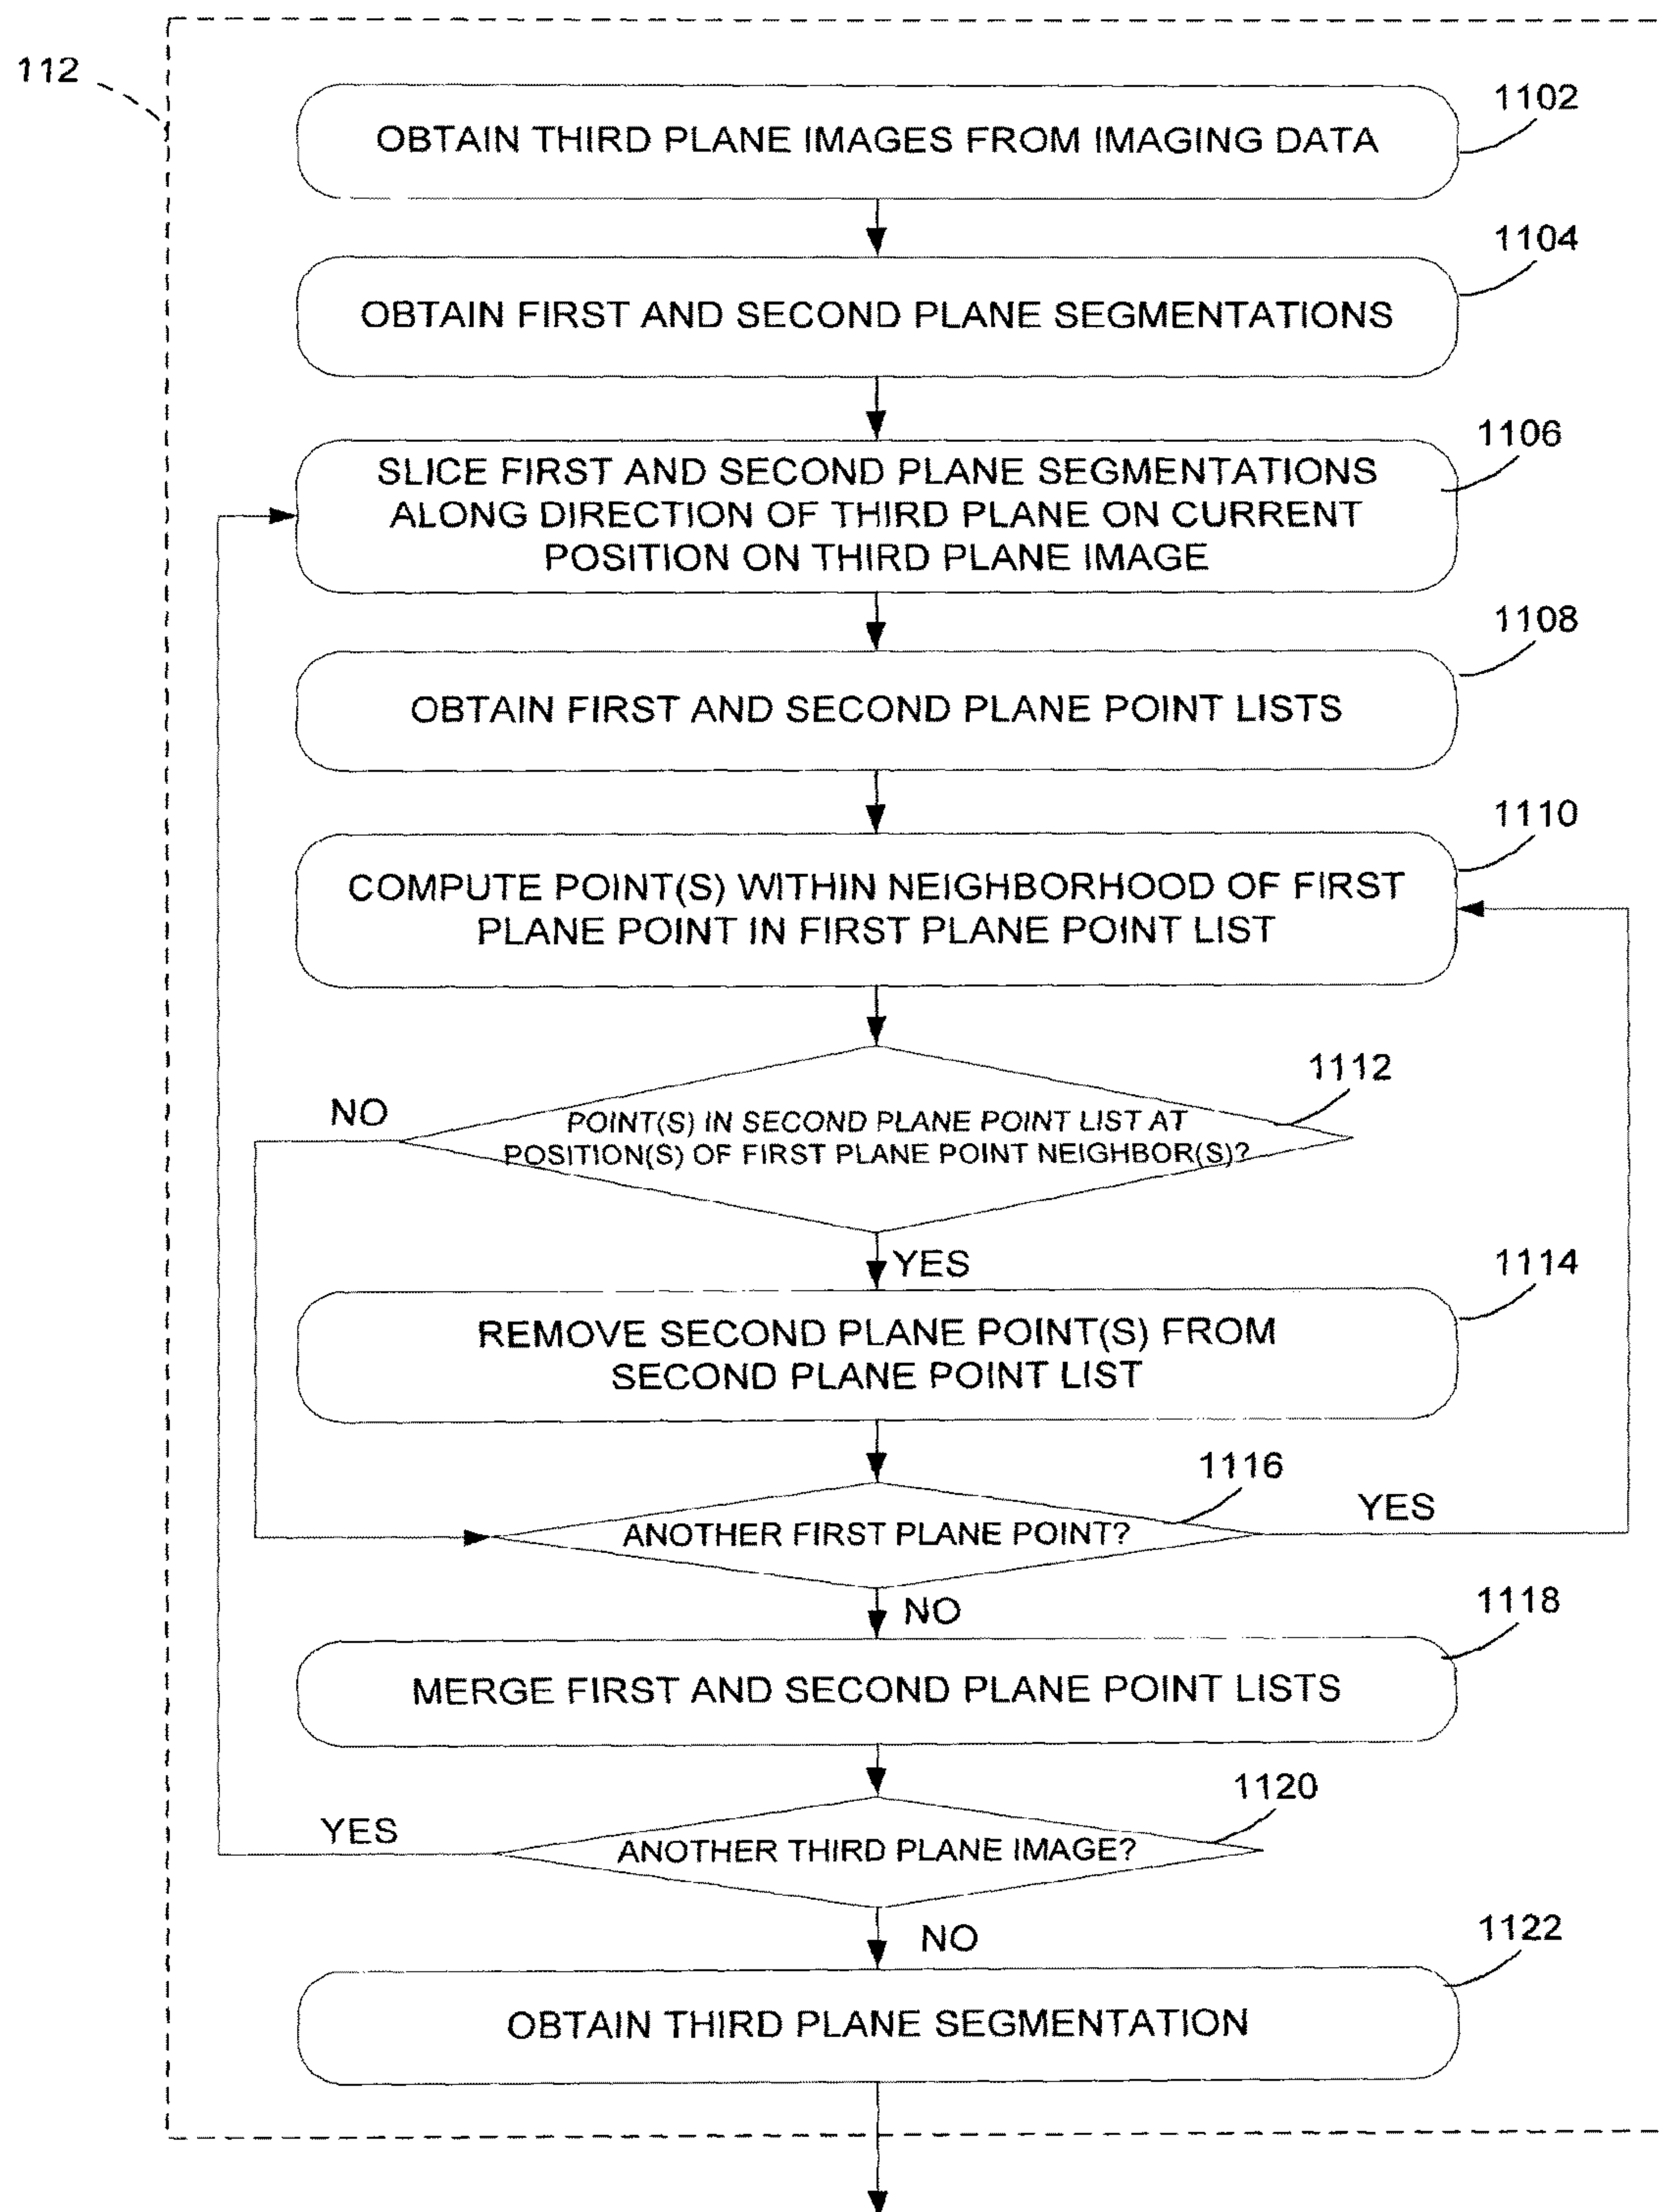 112
1102
OBTAIN THIRD PLANE IMAGES FROM IMAGING DATA
1104
OBTAIN FIRST AND SECOND PLANE SEGMENTATIONS
1106
SLICE FIRST AND SECOND PLANE SEGMENTATIONS
ALONG DIRECTION OF THIRD PLANE ON CURRENT
POSITION ON THIRD PLANE IMAGE
1108
OBTAIN FIRST AND SECOND PLANE POINT LISTS
1110
COMPUTE POINT(S) WITHIN NEIGHBORHOOD OF FIRST
PLANE POINT IN FIRST PLANE POINT LIST
1112
NO
POINT(S) IN SECOND PLANE POINT LIST AT
POSITION(S) OF FIRST PLANE POINT NEIGHBOR(S)?
YES
1114
REMOVE SECOND PLANE POINT(S) FROM
SECOND PLANE POINT LIST
1116
ANOTHER FIRST PLANE POINT?
YES
NO
1118
MERGE FIRST AND SECOND PLANE POINT LISTS
1120
YES
ANOTHER THIRD PLANE IMAGE?
NO
1122
OBTAIN THIRD PLANE SEGMENTATION